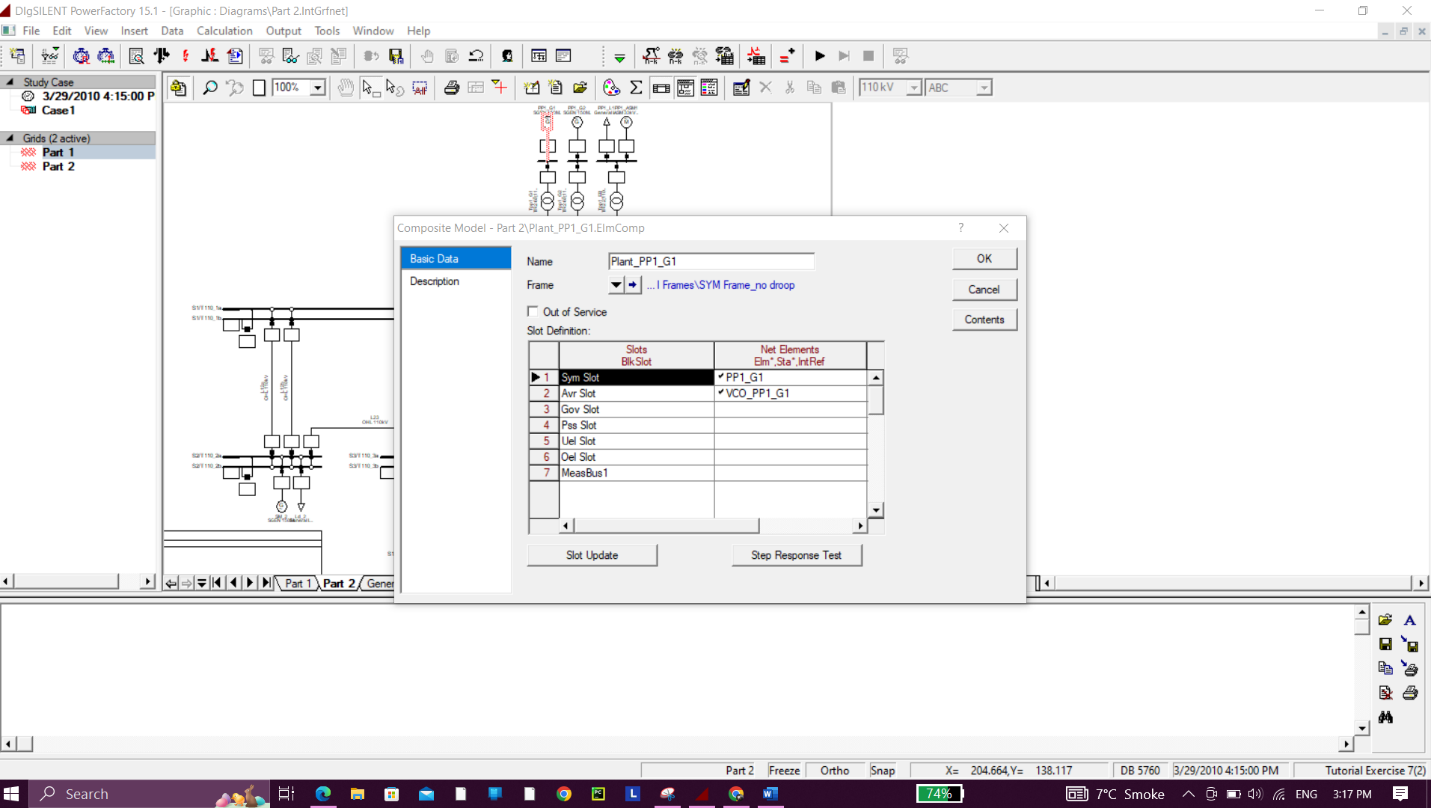 DIgSILENT PowerFactory 15.1 - [Graphic : Diagrams\Part 2.IntGrfnet]
File Edit View Insert Data Calculation Output Tools Window Help
Study Case
3/29/2010 4:15:00 P
Case1
Grids (2 active)
Part 1
Part 2
100%
110 kV
ABC
PP1_G1
PP1_G2
Composite Model - Part 2\Plant_PP1_G1.ElmComp
?
Basic Data
Description
Name
Plant_PP1_G1
Frame
... l Frames\SYM Frame_no droop
Out of Service
Slot Definition:
Slots
BlkSlot
Net Elements
Elm*,Sta*,IntRef
1 Sym Slot PP1_G1
2 Avr Slot VCO_PP1_G1
3 Gov Slot
4 Pss Slot
5 Uel Slot
6 Oel Slot
7 MeasBus1
Slot Update
Step Response Test
OK
Cancel
Contents
L23
OHL 110kV
Part 1 Part 2 Gener
Part 2 Freeze Ortho Snap X= 204.664,Y= 138.117 DB 5760 3/29/2010 4:15:00 PM Tutorial Exercise 7(2)
Search
74%
7°C Smoke
ENG
3:17 PM